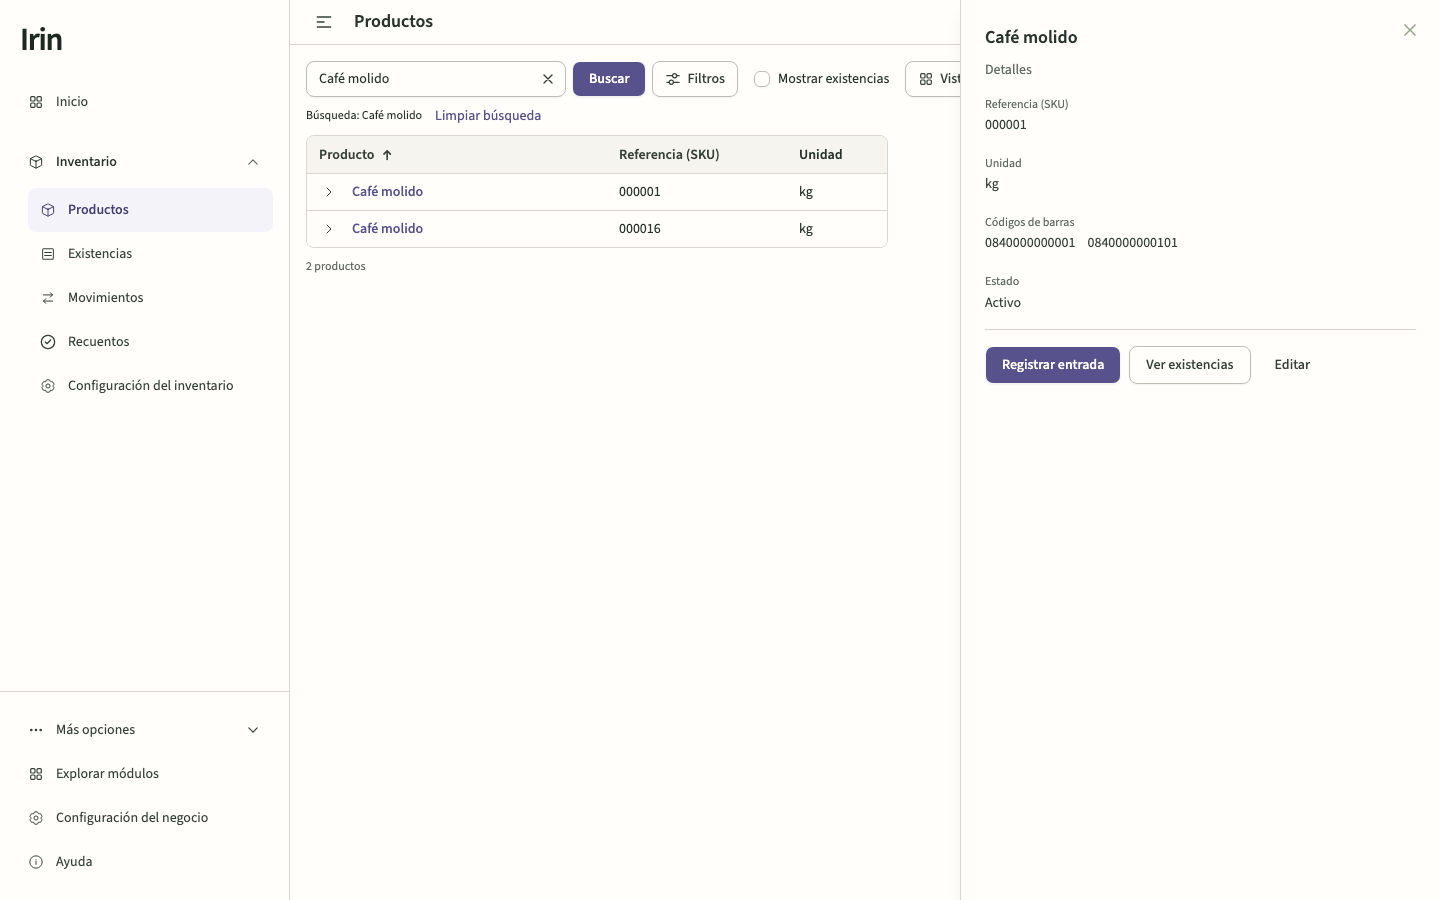 Irin
Inicio
Inventario
Productos
Existencias
Movimientos
Recuentos
Configuración del inventario
Más opciones
Explorar módulos
Configuración del negocio
Ayuda
Productos
Café molido
Buscar
Filtros
Mostrar existencias
Vist
Búsqueda: Café molido
Limpiar búsqueda
Producto Referencia (SKU) Unidad
Café molido 000001 kg
Café molido 000016 kg
2 productos
Café molido
Detalles
Referencia (SKU)
000001
Unidad
kg
Códigos de barras
0840000000001 0840000000101
Estado
Activo
Registrar entrada
Ver existencias
Editar